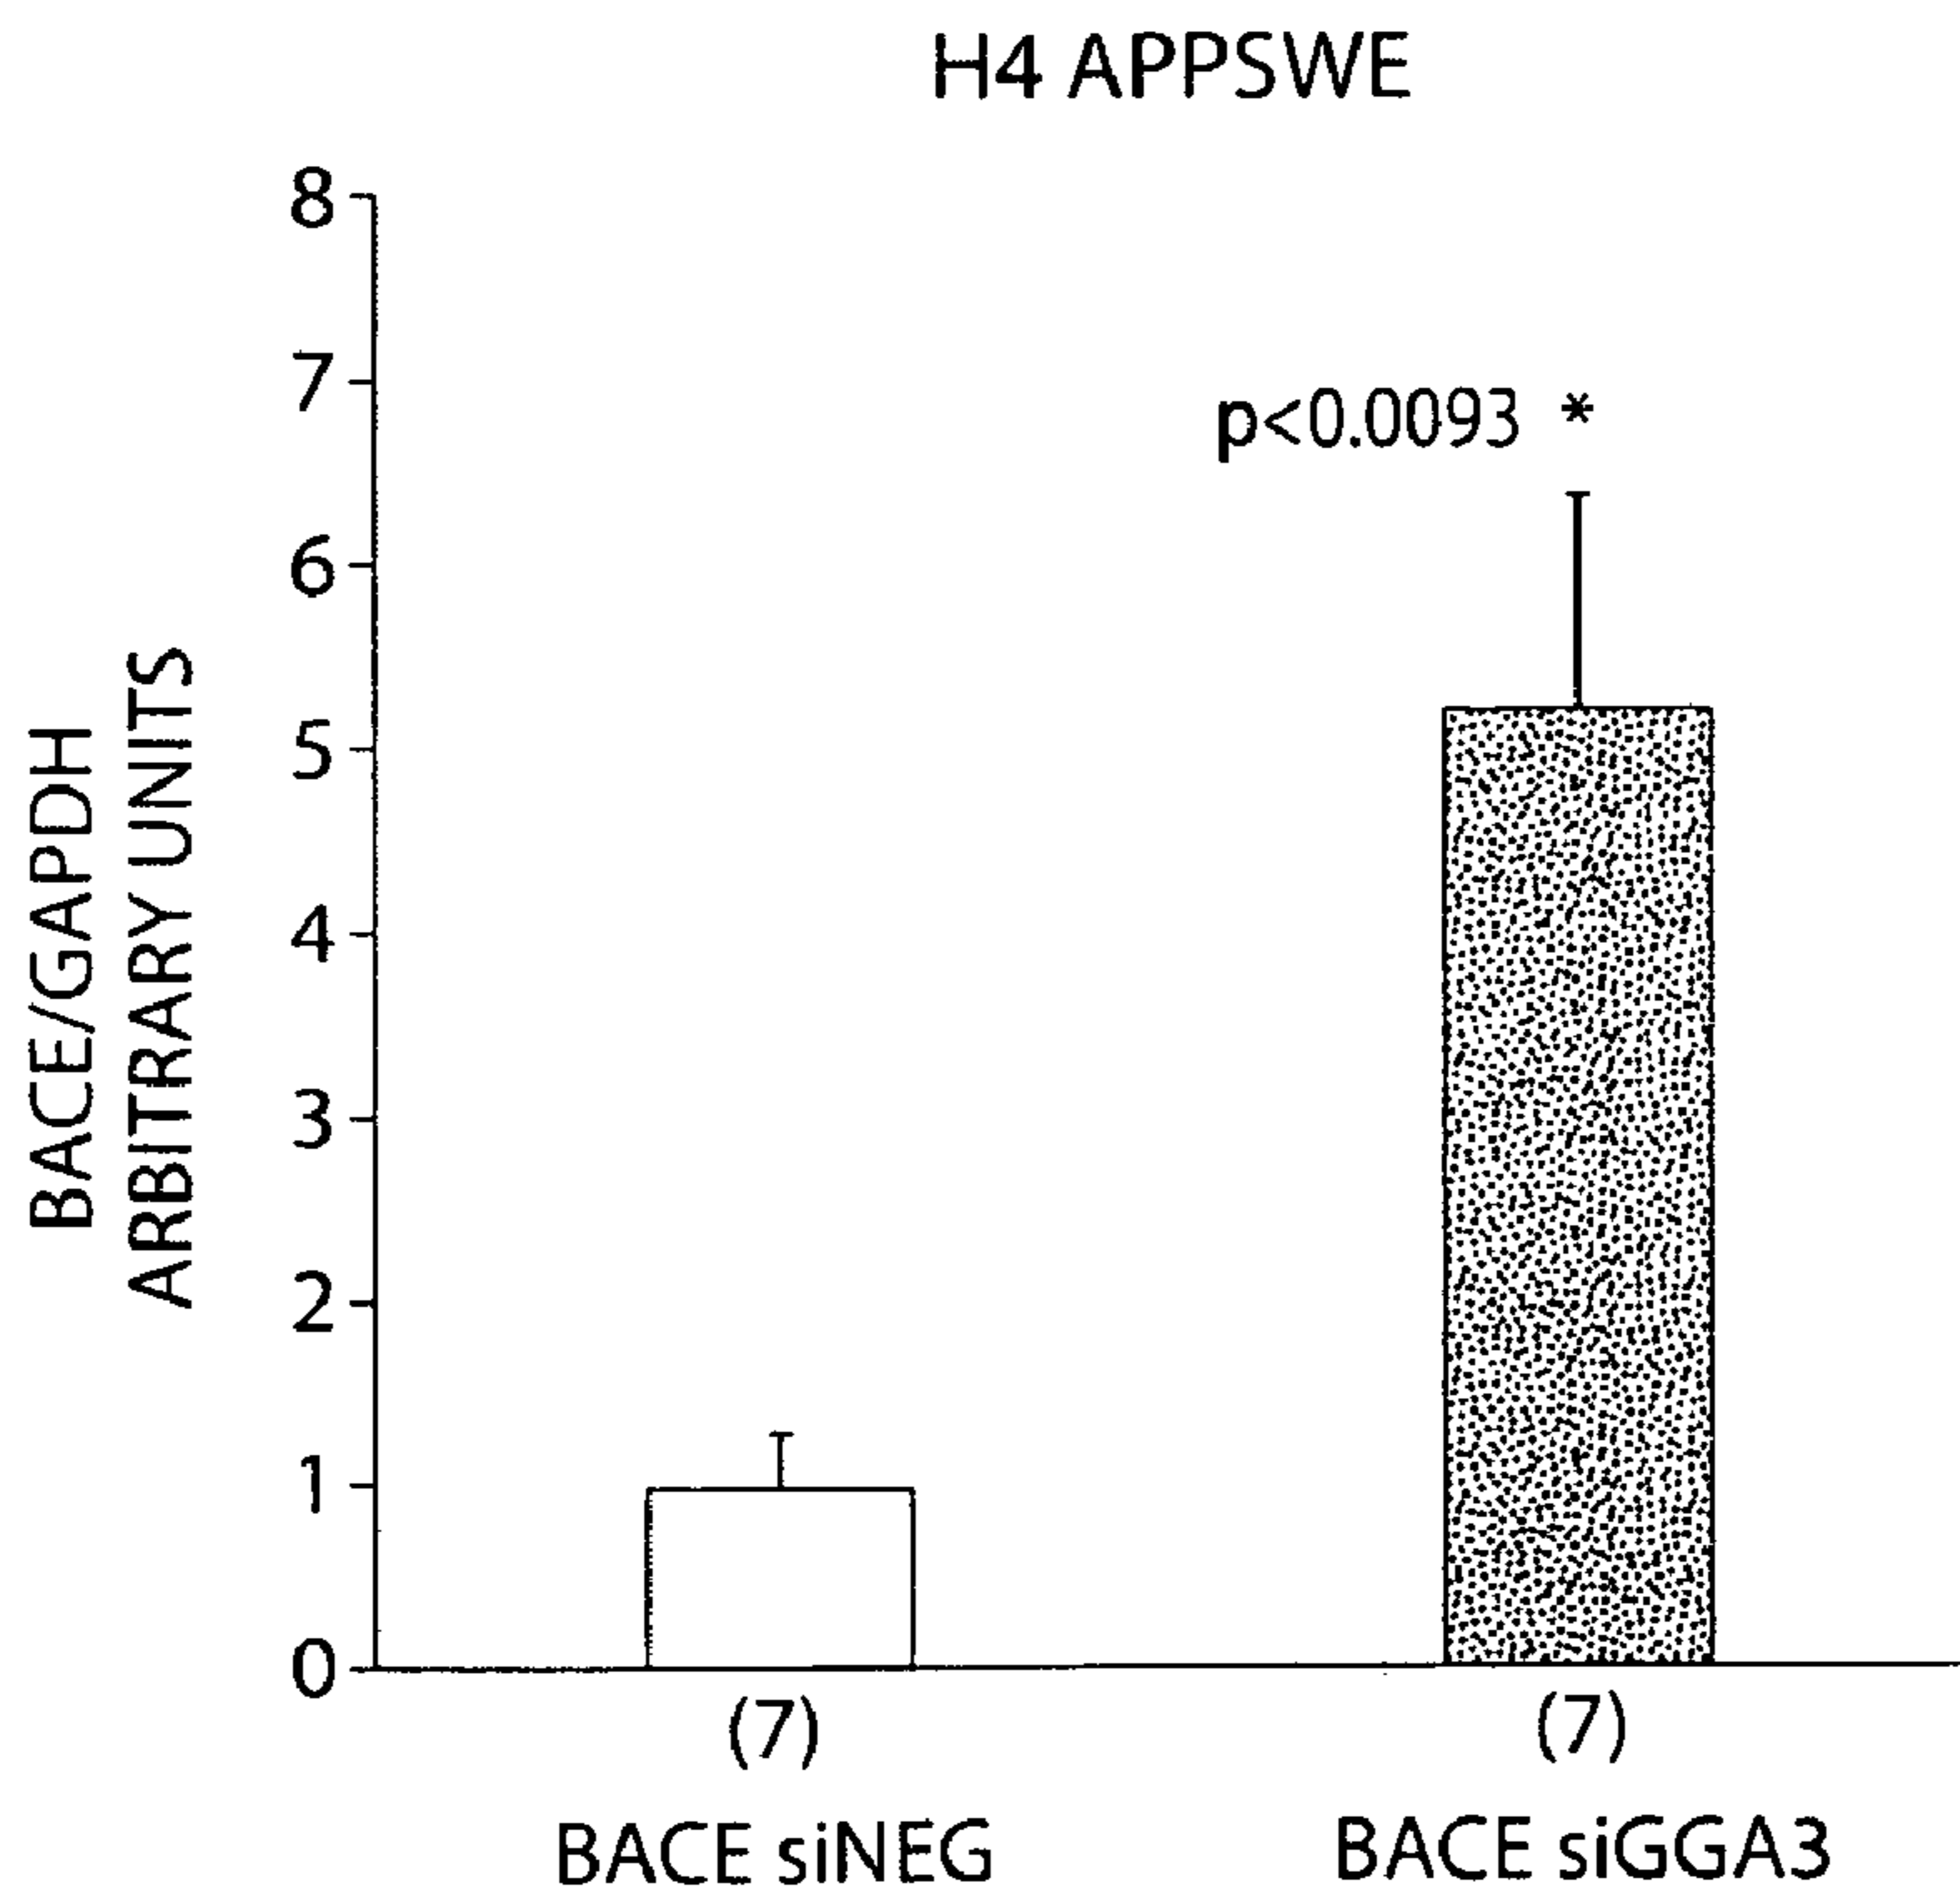 H4 APPSWE
8
7
p<0.0093 *
6
5
4
3
2
1
0
BACE/GAPDH
ARBITRARY UNITS
(7) (7)
BACE siNEG BACE siGGA3